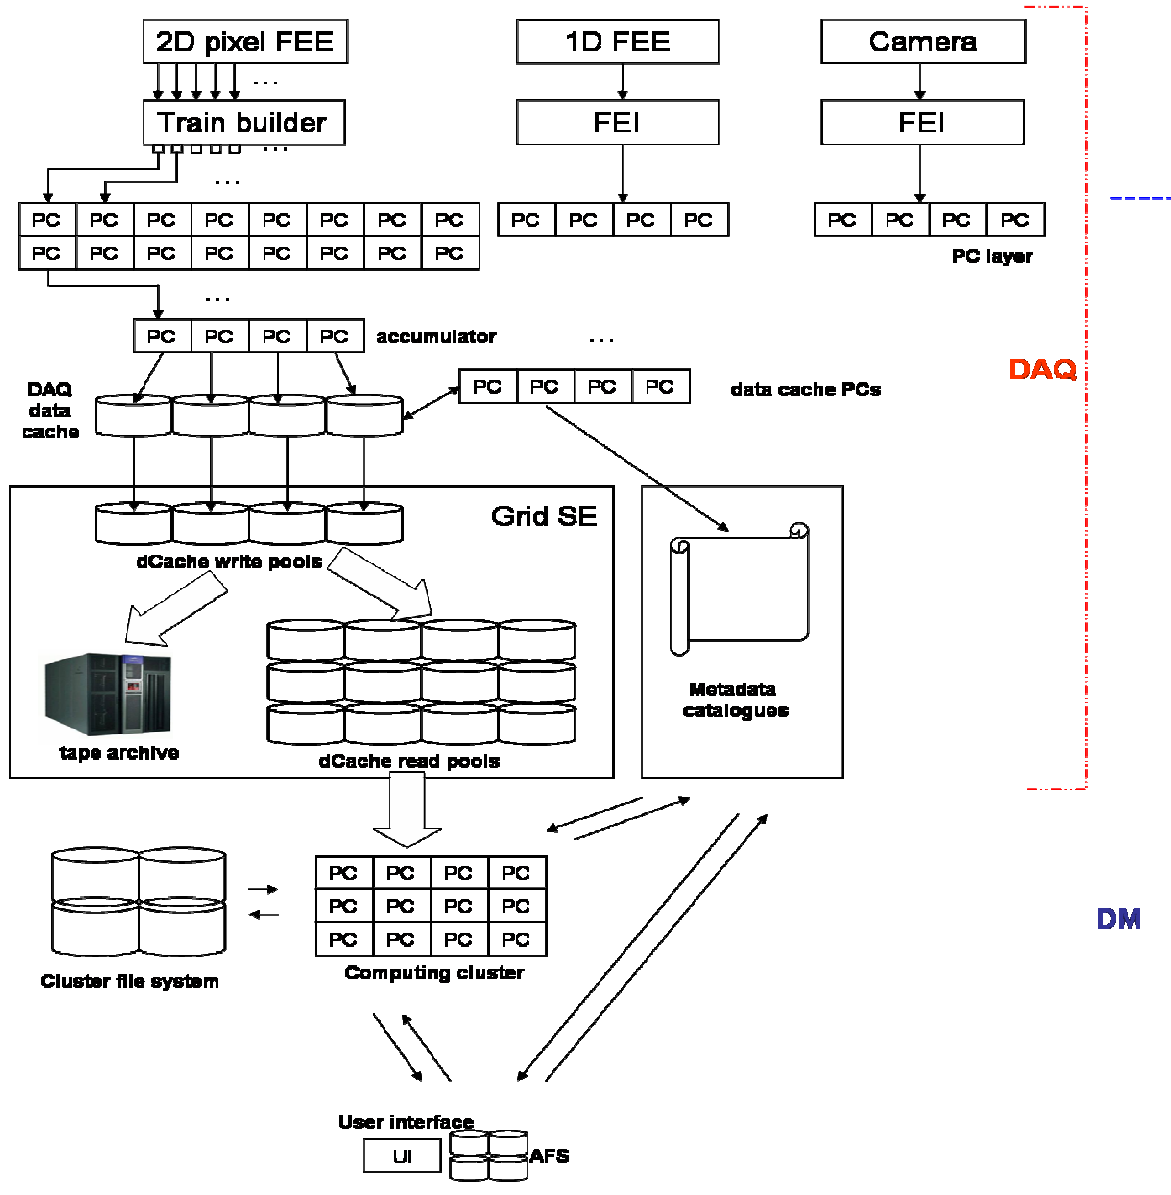 2D pixel FEE
1D FEE
Camera
. . .
Train builder
FEI
FEI
. . .
. . .
PC PC PC PC PC PC PC PC
PC PC PC PC
PC PC PC PC
PC PC PC PC PC PC PC PC
PC layer
. . .
PC PC PC PC
accumulator
. . .
DAQ
DAQ
data
cache
PC PC PC PC
data cache PCs
Grid SE
dCache write pools
Metadata
catalogues
tape archive
dCache read pools
PC PC PC PC
PC PC PC PC
PC PC PC PC
DM
Cluster file system
Computing cluster
User interface
UI
AFS